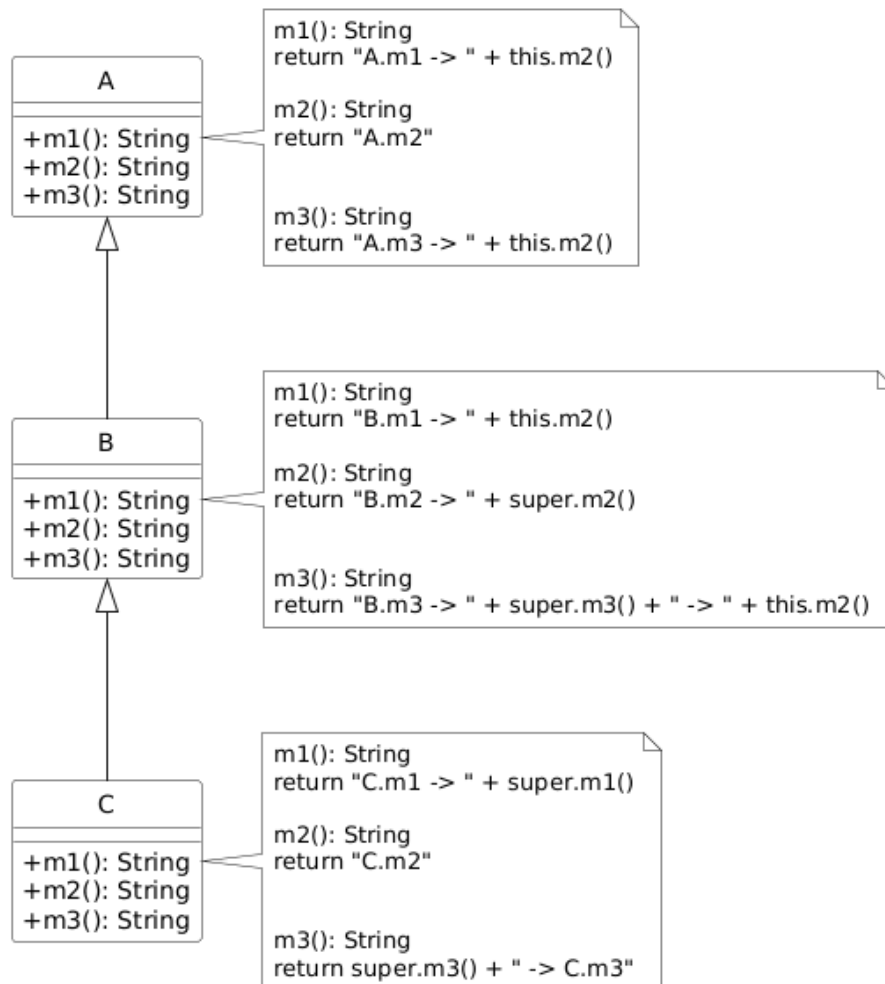 A
+m1(): String
+m2(): String
+m3(): String
m1(): String
return "A.m1 -> " + this.m2()
m2(): String
return "A.m2"
m3(): String
return "A.m3 -> " + this.m2()
B
+m1(): String
+m2(): String
+m3(): String
m1(): String
return "B.m1 -> " + this.m2()
m2(): String
return "B.m2 -> " + super.m2()
m3(): String
return "B.m3 -> " + super.m3() + " -> " + this.m2()
C
+m1(): String
+m2(): String
+m3(): String
m1(): String
return "C.m1 -> " + super.m1()
m2(): String
return "C.m2"
m3(): String
return super.m3() + " -> C.m3"